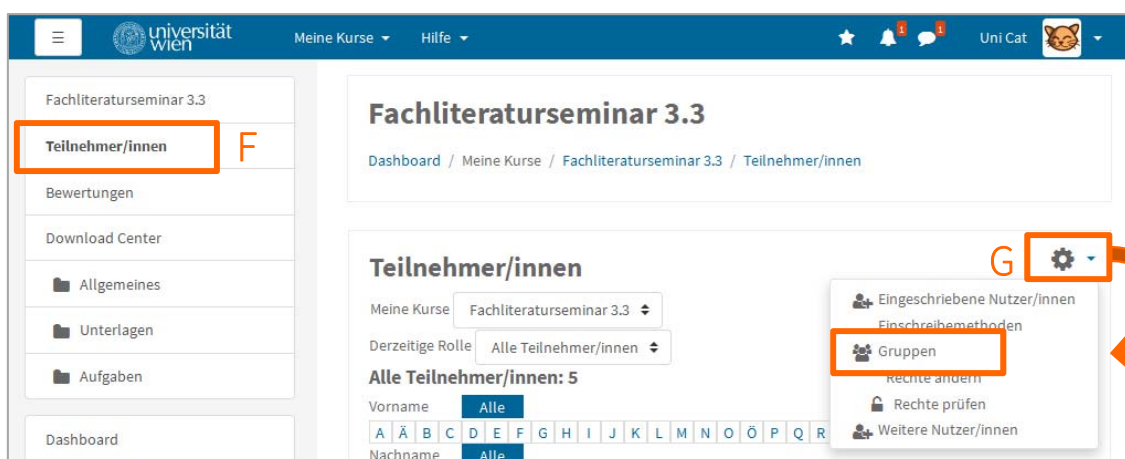 universität
wien
Meine Kurse
Hilfe
1
1
Uni Cat
Fachliteraturseminar 3.3
Teilnehmer/innen
F
Bewertungen
Download Center
Allgemeines
Unterlagen
Aufgaben
Dashboard
Fachliteraturseminar 3.3
Dashboard / Meine Kurse / Fachliteraturseminar 3.3 / Teilnehmer/innen
Teilnehmer/innen
G
Meine Kurse Fachliteraturseminar 3.3
Derzeitige Rolle Alle Teilnehmer/innen
Alle Teilnehmer/innen: 5
Vorname Alle
A Ä B C D E F G H I J K L M N O Ö P Q R
Nachname Alle
Eingeschriebene Nutzer/innen
Einschreibemethoden
Gruppen
Rechte ändern
Rechte prüfen
Weitere Nutzer/innen